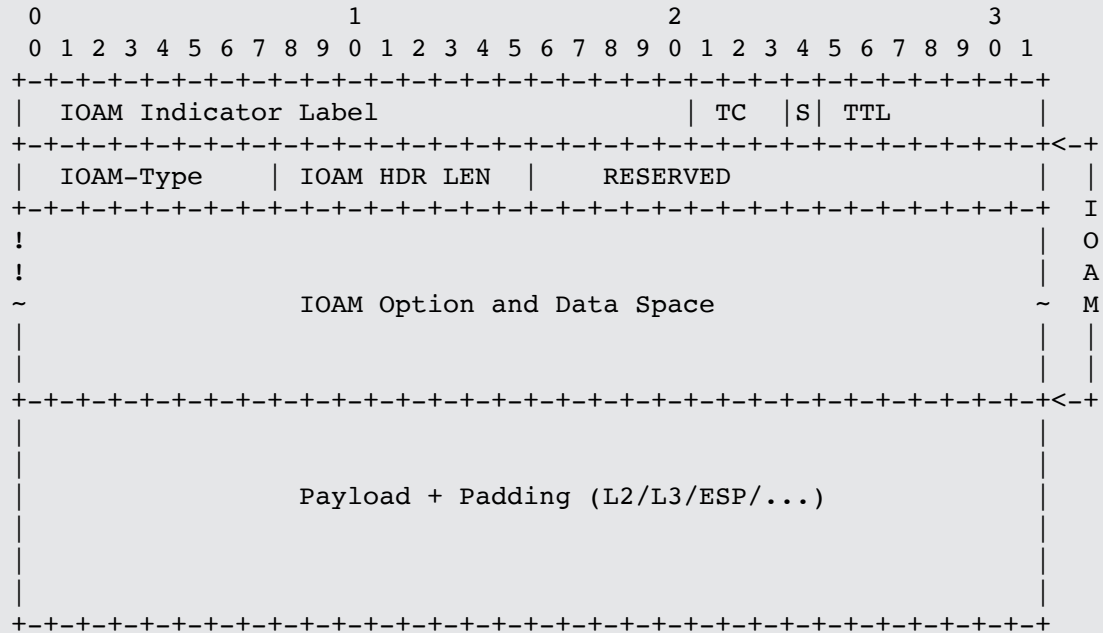 0                   1                   2                   3
 0 1 2 3 4 5 6 7 8 9 0 1 2 3 4 5 6 7 8 9 0 1 2 3 4 5 6 7 8 9 0 1
+-+-+-+-+-+-+-+-+-+-+-+-+-+-+-+-+-+-+-+-+-+-+-+-+-+-+-+-+-+-+-+-+
|  IOAM Indicator Label                   | TC  |S| TTL         |
+-+-+-+-+-+-+-+-+-+-+-+-+-+-+-+-+-+-+-+-+-+-+-+-+-+-+-+-+-+-+-+-+<-+
|  IOAM-Type    | IOAM HDR LEN  |    RESERVED                   |  |
+-+-+-+-+-+-+-+-+-+-+-+-+-+-+-+-+-+-+-+-+-+-+-+-+-+-+-+-+-+-+-+-+  I
!                                                               |  O
!                                                               |  A
~                 IOAM Option and Data Space                    ~  M
|                                                               |  |
|                                                               |  |
+-+-+-+-+-+-+-+-+-+-+-+-+-+-+-+-+-+-+-+-+-+-+-+-+-+-+-+-+-+-+-+-+<-+
|                                                               |
|                                                               |
|                 Payload + Padding (L2/L3/ESP/...)             |
|                                                               |
|                                                               |
|                                                               |
+-+-+-+-+-+-+-+-+-+-+-+-+-+-+-+-+-+-+-+-+-+-+-+-+-+-+-+-+-+-+-+-+